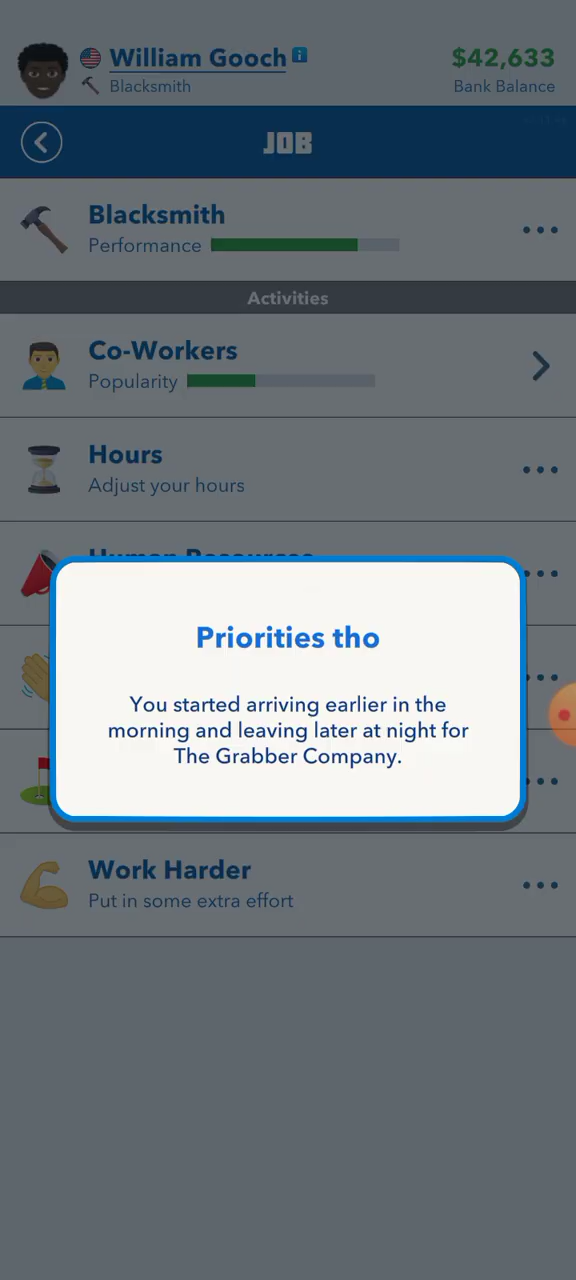 William Gooch
$42,633
Blacksmith
Bank Balance
JOB
Blacksmith
Performance
Activities
Co-Workers
Popularity
Hours
Adjust your hours
Human Resources
Priorities tho
You started arriving earlier in the
morning and leaving later at night for
The Grabber Company.
Work Harder
Put in some extra effort